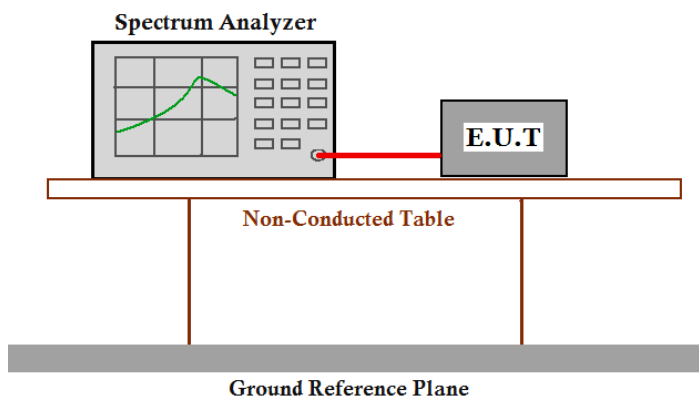 Spectrum Analyzer
E.U.T
Non-Conducted Table
Ground Reference Plane